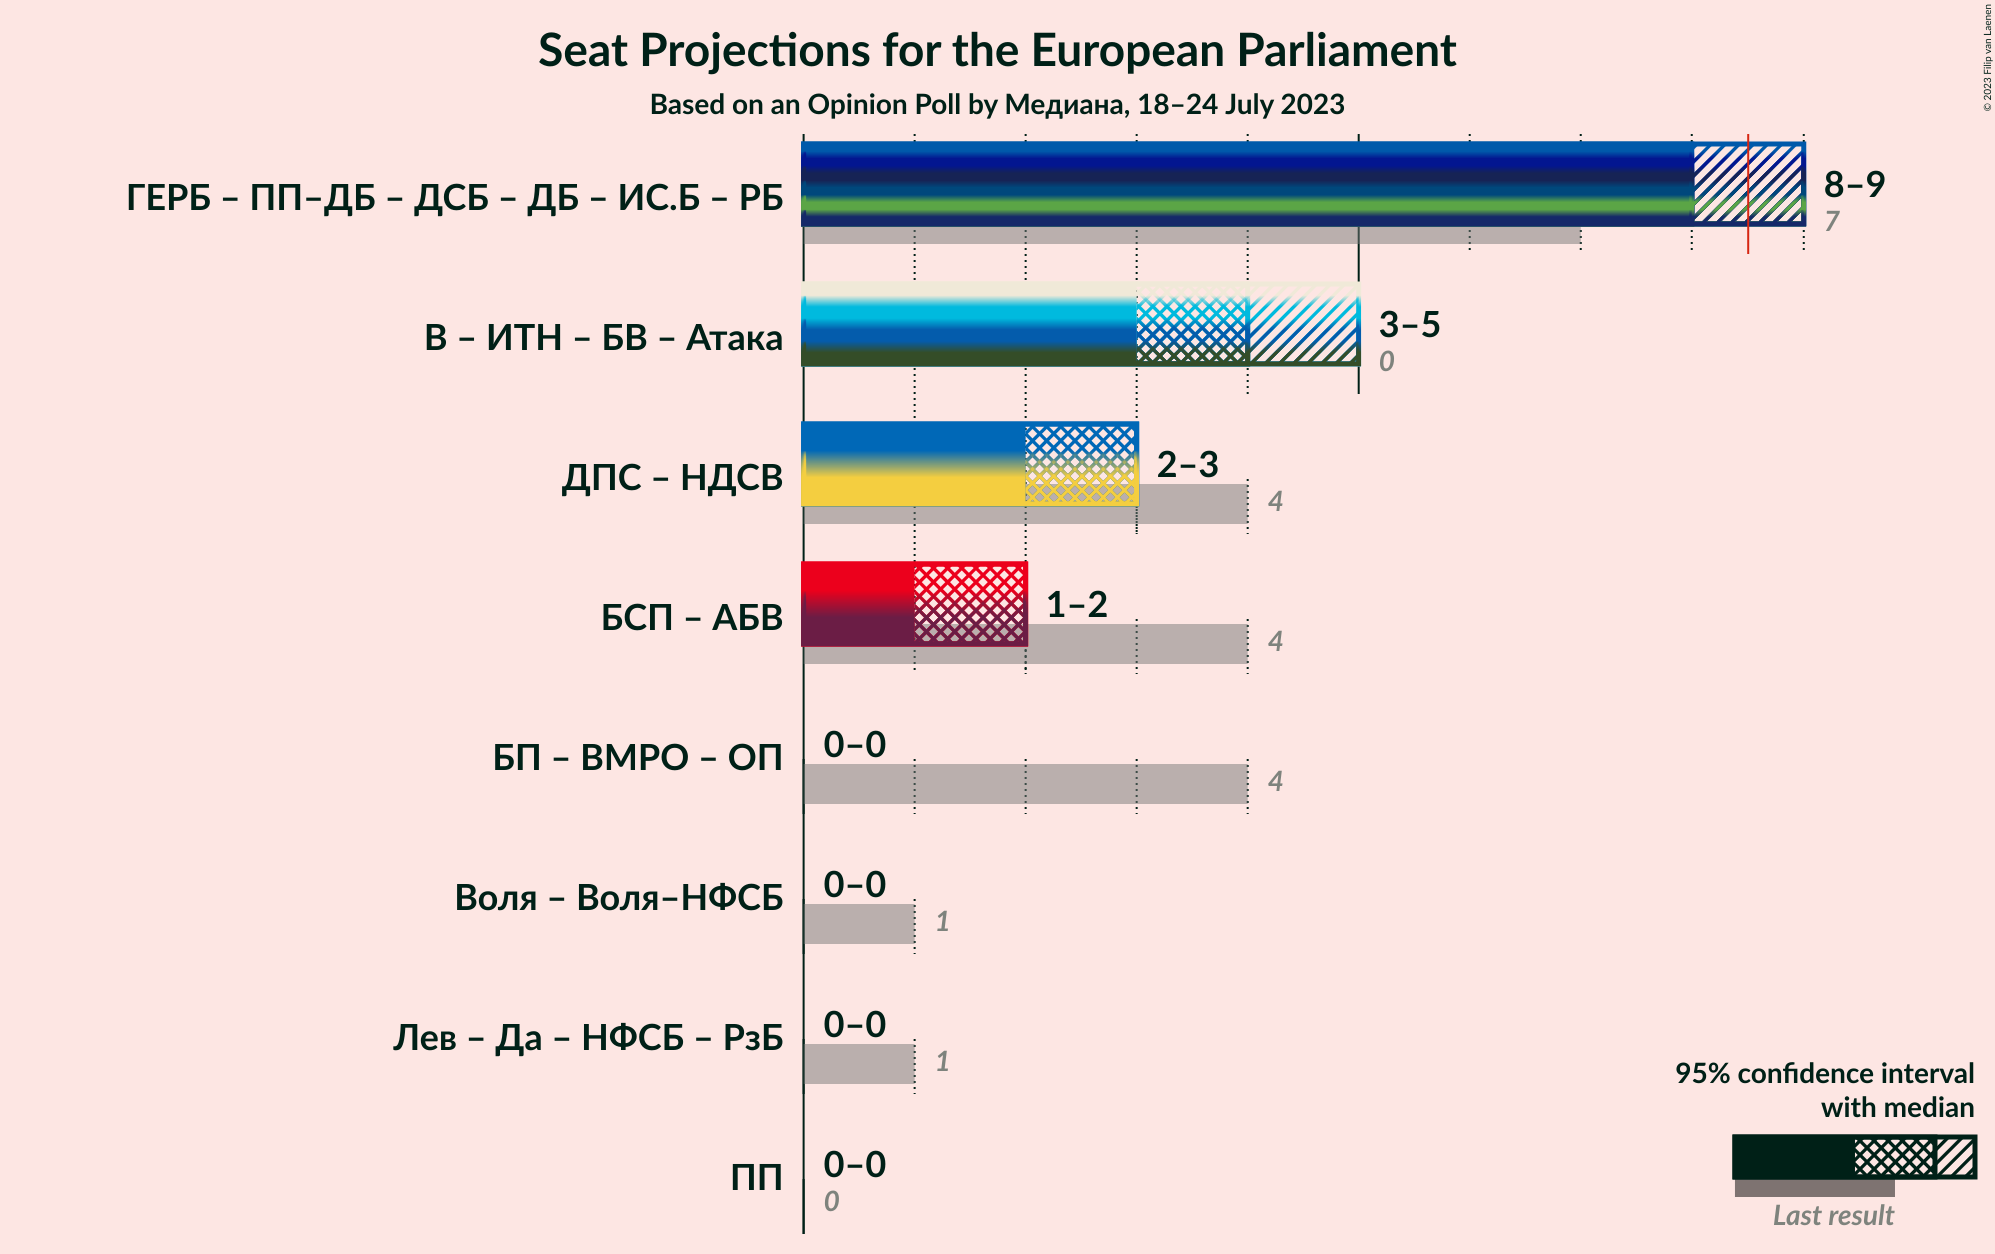 Seat Projections for the European Parliament
Based on an Opinion Poll by Медиана, 18–24 July 2023
© 2023 Filip van Laenen
ГЕРБ – ПП–ДБ – ДСБ – ДБ – ИС.Б – РБ
8–9
7
В – ИТН – БВ – Атака
3–5
0
ДПС – НДСВ
2–3
4
БСП – АБВ
1–2
4
БП – ВМРО – ОП
0–0
4
Воля – Воля–НФСБ
0–0
1
Лев – Да – НФСБ – РзБ
0–0
1
ПП
0–0
0
95% confidence interval
with median
Last result